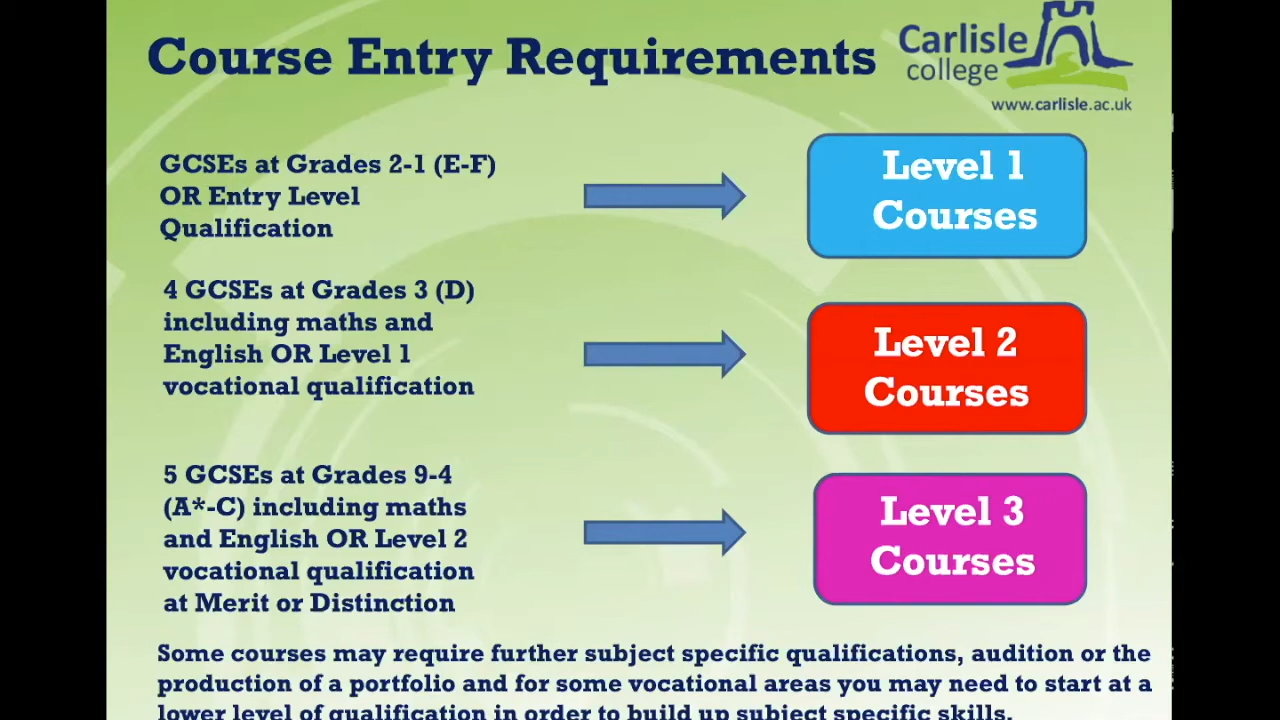 Course Entry Requirements
Carlisle
college
www.carlisle.ac.uk
GCSEs at Grades 2-1 (E-F)
OR Entry Level
Qualification
Level 1
Courses
4 GCSEs at Grades 3 (D)
including maths and
English OR Level 1
vocational qualification
Level 2
Courses
5 GCSEs at Grades 9-4
(A*-C) including maths
and English OR Level 2
vocational qualification
at Merit or Distinction
Level 3
Courses
Some courses may require further subject specific qualifications, audition or the
production of a portfolio and for some vocational areas you may need to start at a
lower level of qualification in order to build up subject specific skills.